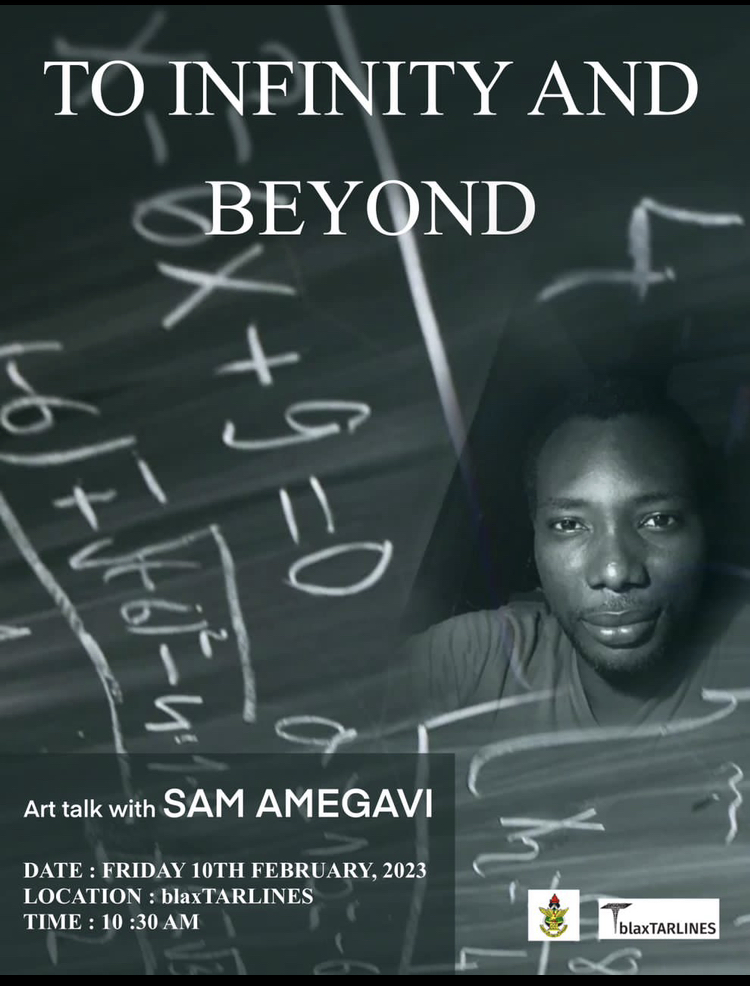 TO INFINITY AND
BEYOND
Art talk with SAM AMEGAVI
DATE : FRIDAY 10TH FEBRUARY, 2023
LOCATION : blaxTARLINES
TIME : 10 :30 AM
blaxTARLINES